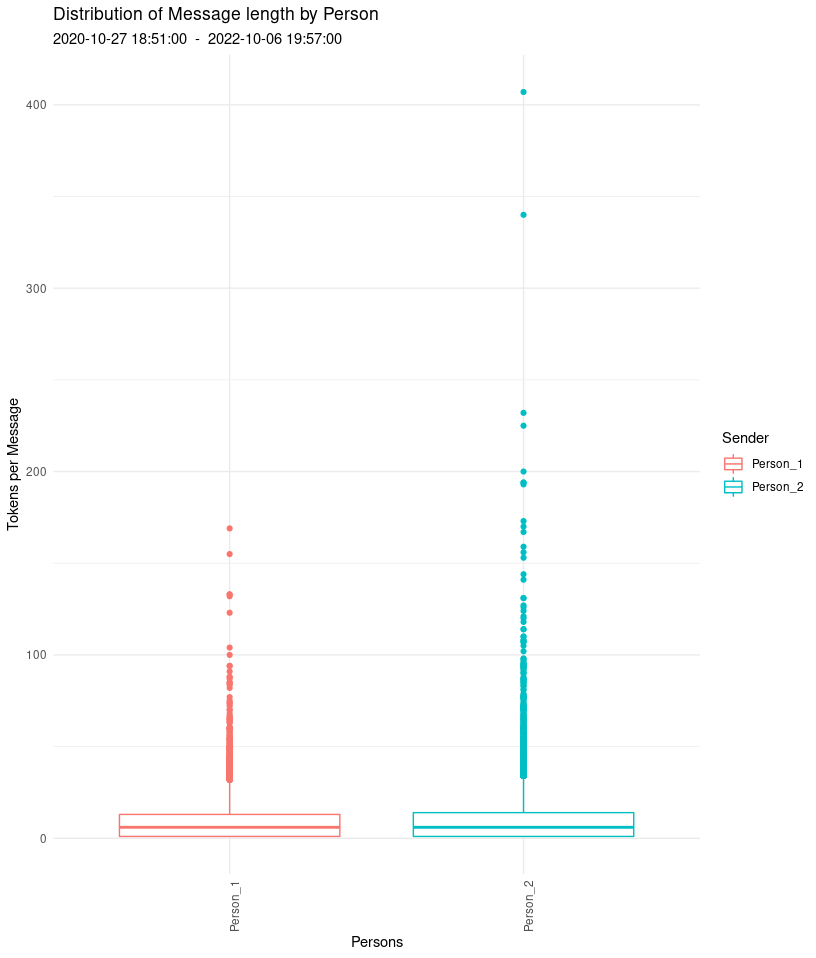 Distribution of Message length by Person
2020-10-27 18:51:00 - 2022-10-06 19:57:00
400
300
200
100
0
Tokens per Message
Person_1
Person_2
Persons
Sender
Person_1
Person_2